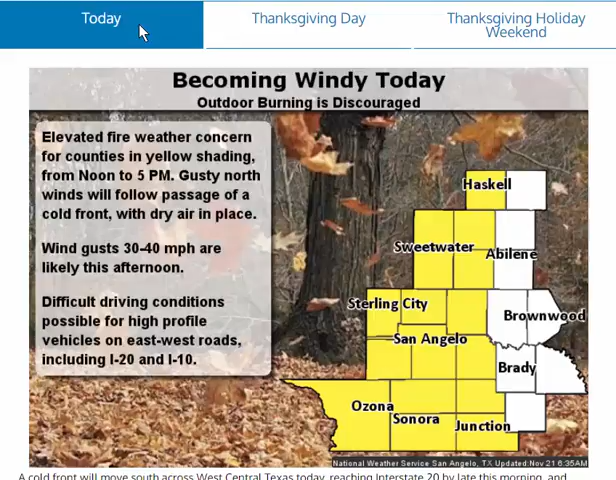 Today
Thanksgiving Day
Thanksgiving Holiday
Weekend
Becoming Windy Today
Outdoor Burning is Discouraged
Elevated fire weather concern
for counties in yellow shading,
from Noon to 5 PM. Gusty north
winds will follow passage of a
cold front, with dry air in place.
Wind gusts 30-40 mph are
likely this afternoon.
Difficult driving conditions
possible for high profile
vehicles on east-west roads,
including I-20 and I-10.
Haskell
Sweetwater
Abilene
Sterling City
Brownwood
San Angelo
Brady
Ozona
Sonora
Junction
National Weather Service San Angelo, TX Updated:Nov 21 6:35AM
A cold front will move south across West Central Texas today, reaching Interstate 20 by late this morning, and